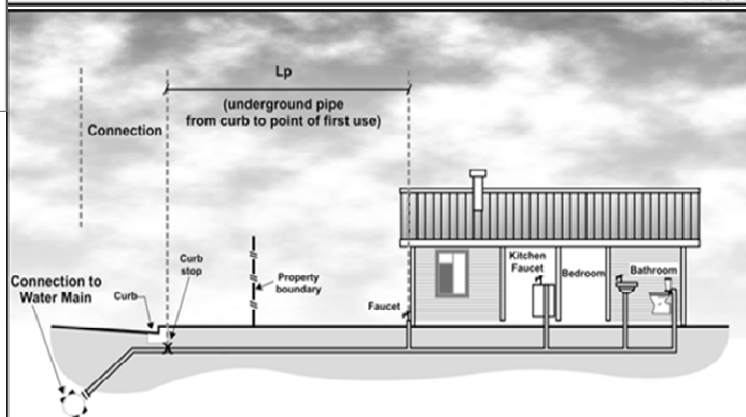 Lp
(underground pipe
from curb to point of first use)
Connection
Kitchen
Faucet
Bedroom
Bathroom
Curb
stop
Property
boundary
Connection to
Water Main
Curb
Faucet